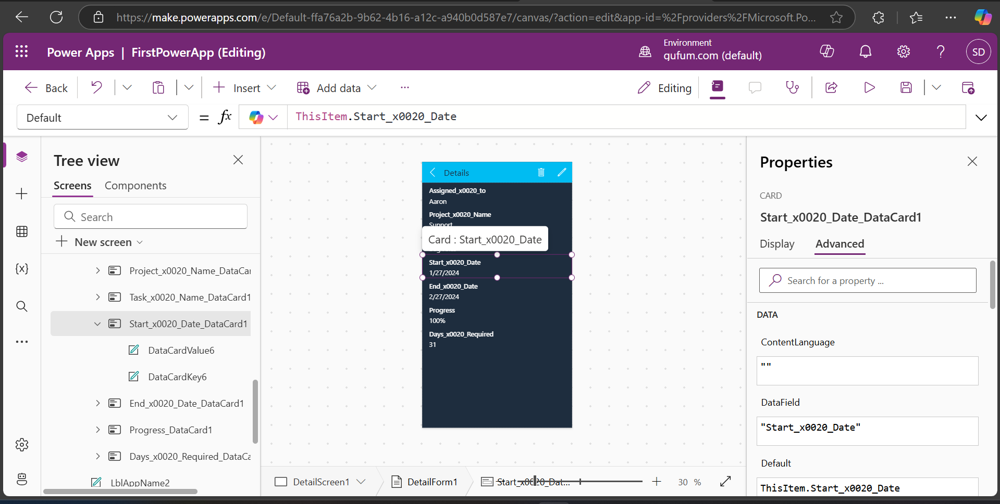 https://make.powerapps.com/e/Default-ffa76a2b-9b62-4b16-a12c-a940b0d587e7/canvas/?action=edit&app-id=%2Fproviders%2FMicrosoft.Po...
Power Apps | FirstPowerApp (Editing)
Environment
qufum.com (default)
SD
Back
Insert
Add data
Editing
Default
= fx
ThisItem.Start_x0020_Date
Tree view
Screens
Components
Search
New screen
Project_x0020_Name_DataCar
Task_x0020_Name_DataCard1
Start_x0020_Date_DataCard1
DataCardValue6
DataCardKey6
End_x0020_Date_DataCard1
Progress_DataCard1
Days_x0020_Required_DataCa
LblAppName2
Details
Assigned_x0020_to
Aaron
Project_x0020_Name
Support
Card : Start_x0020_Date
Start_x0020_Date
1/27/2024
End_x0020_Date
2/27/2024
Progress
100%
Days_x0020_Required
31
DetailScreen1
DetailForm1
Start_x0020_Dat...
30 %
Properties
CARD
Start_x0020_Date_DataCard1
Display
Advanced
Search for a property ...
DATA
ContentLanguage
""
DataField
"Start_x0020_Date"
Default
ThisItem.Start_x0020_Date